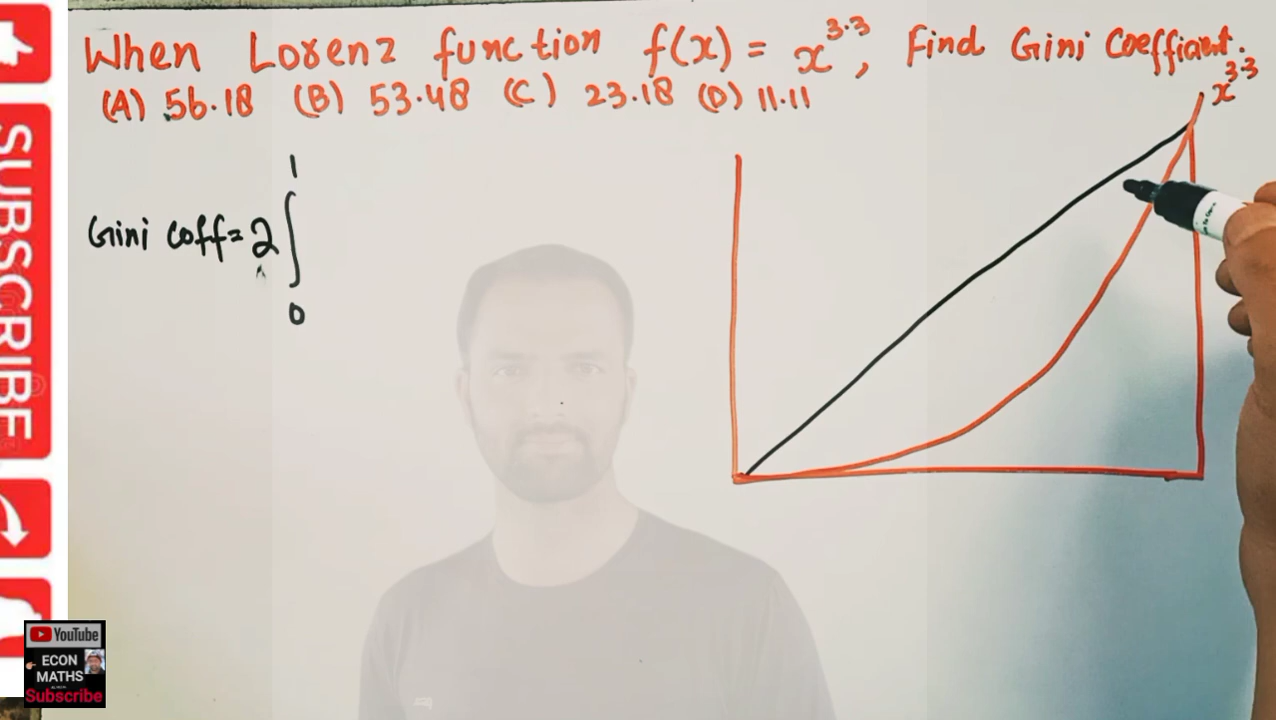 When Lorenz function f(x) = x^3.3, Find Gini Coefficient.
(A) 56.18 (B) 53.48 (C) 23.18 (D) 11.11
x^3.3
1
Gini Coff = 2 ∫
0
SUBSCRIBE
YouTube
ECON
MATHS
Subscribe